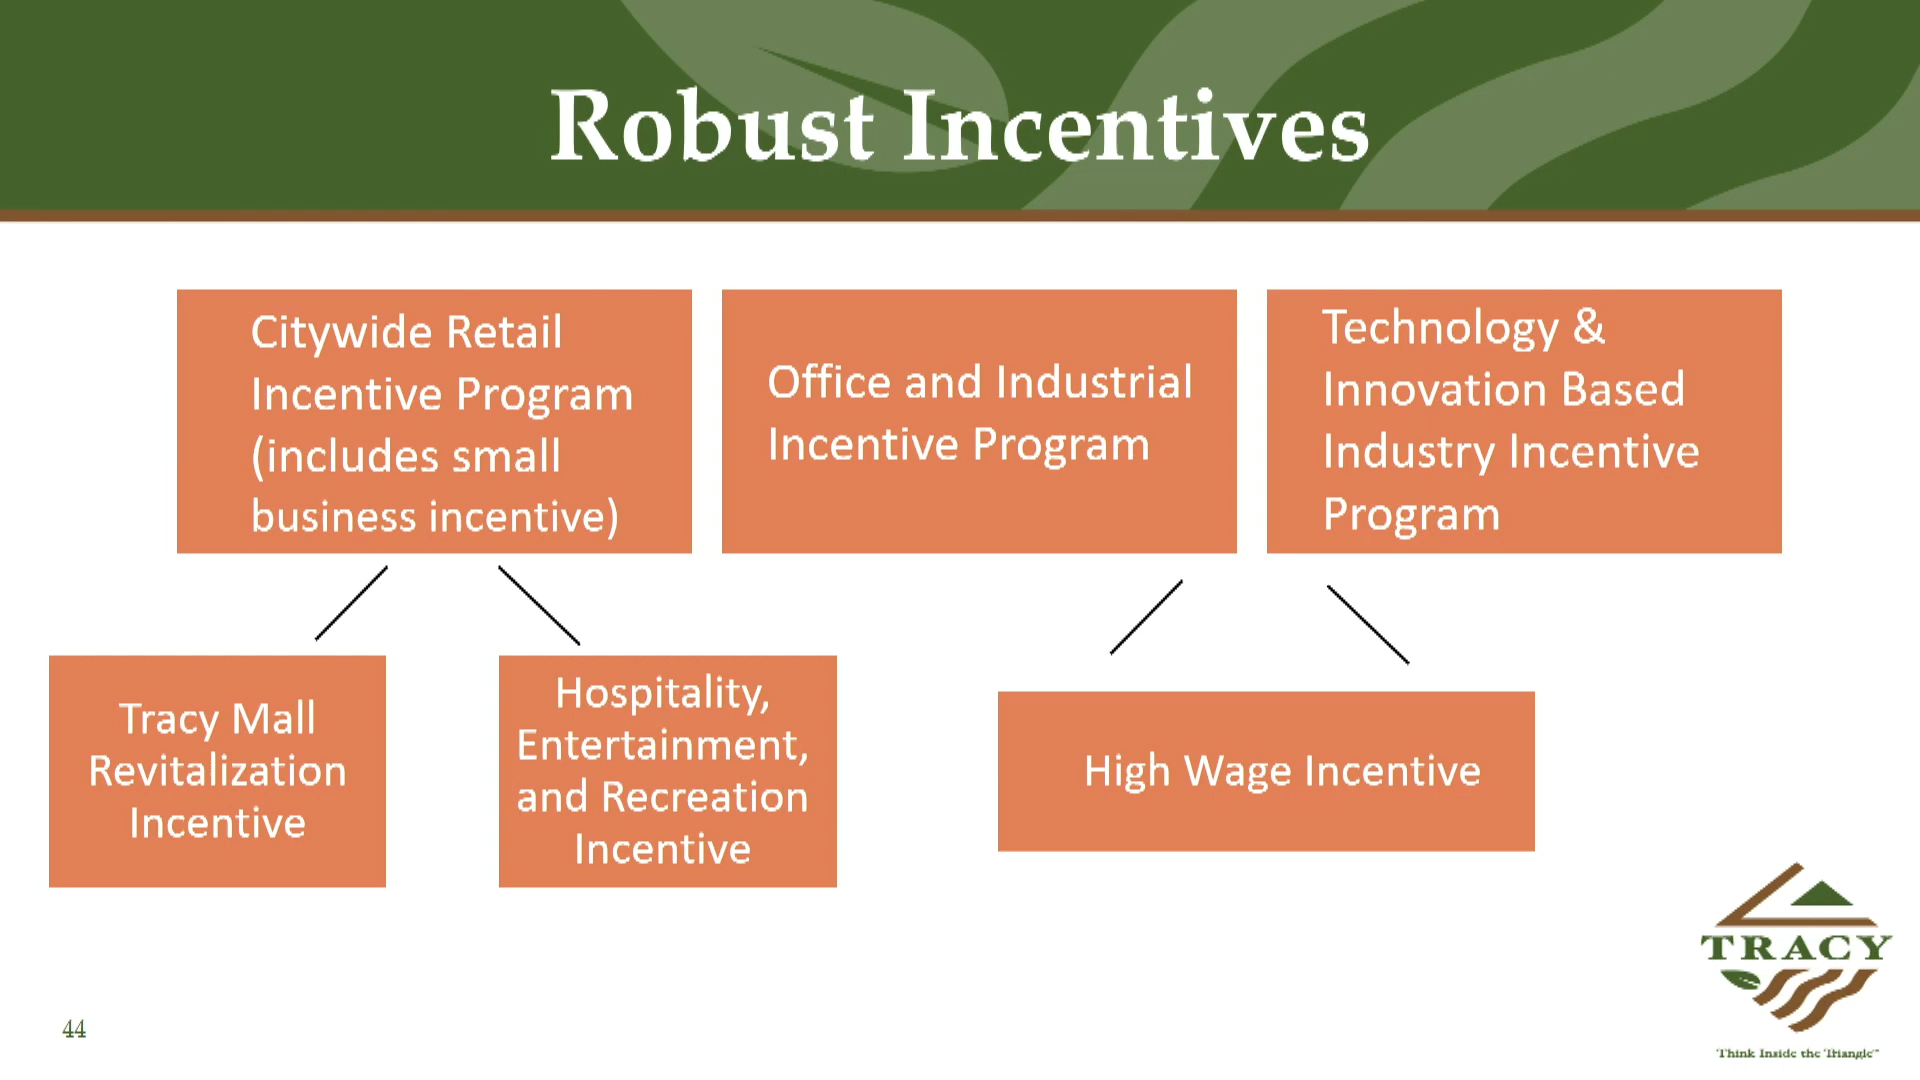 Robust Incentives
Citywide Retail
Incentive Program
(includes small
business incentive)
Office and Industrial
Incentive Program
Technology &
Innovation Based
Industry Incentive
Program
Tracy Mall
Revitalization
Incentive
Hospitality,
Entertainment,
and Recreation
Incentive
High Wage Incentive
TRACY
Think Inside the Triangle™
44